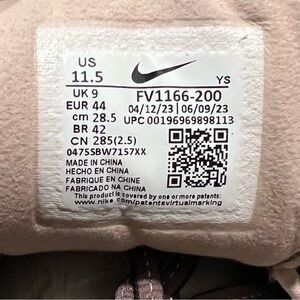 US
11.5
YS
UK 9
FV1166-200
EUR 44
04/12/23 | 06/09/23
cm 28.5
UPC 00196969898113
BR 42
CN 285(2.5)
0475SBW7157XX
MADE IN CHINA
HECHO EN CHINA
FABRIQUE EN CHINE
FABRICADO NA CHINA
This product is covered by one or more patents:
www.nike.com/patentsvirtualmarking